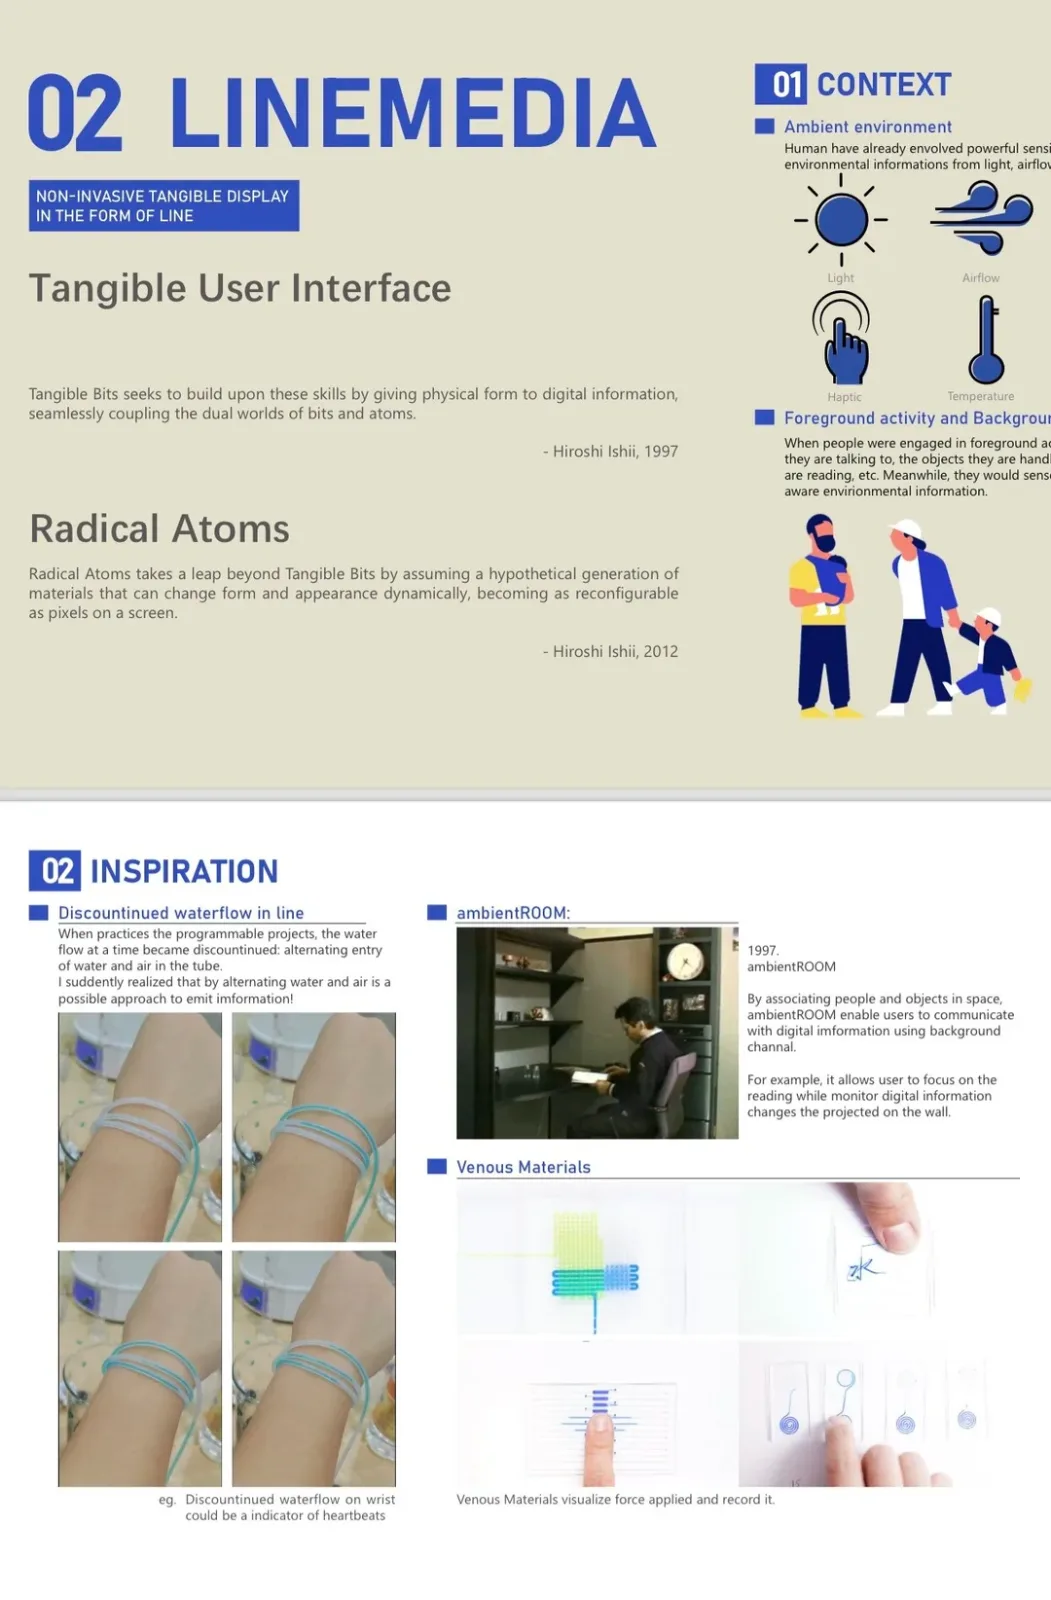 02 LINEMEDIA
NON-INVASIVE TANGIBLE DISPLAY
IN THE FORM OF LINE
Tangible User Interface
Tangible Bits seeks to build upon these skills by giving physical form to digital information,
seamlessly coupling the dual worlds of bits and atoms.
- Hiroshi Ishii, 1997
Radical Atoms
Radical Atoms takes a leap beyond Tangible Bits by assuming a hypothetical generation of
materials that can change form and appearance dynamically, becoming as reconfigurable
as pixels on a screen.
- Hiroshi Ishii, 2012
01 CONTEXT
Ambient environment
Human have already envolved powerful
environmental informations from light,
Light
Airflow
Haptic
Temperature
Foreground activity and
When people were engaged in foreground
they are talking to, the objects they are
are reading, etc. Meanwhile, they would
aware envirionmental information.
02 INSPIRATION
Discountinued waterflow in line
When practices the programmable projects, the water
flow at a time became discountinued: alternating entry
of water and air in the tube.
I suddently realized that by alternating water and air is a
possible approach to emit imformation!
eg. Discountinued waterflow on wrist
could be a indicator of heartbeats
ambientROOM:
1997.
ambientROOM
By associating people and objects in space,
ambientROOM enable users to communicate
with digital imformation using background
channal.
For example, it allows user to focus on the
reading while monitor digital information
changes the projected on the wall.
Venous Materials
Venous Materials visualize force applied and record it.